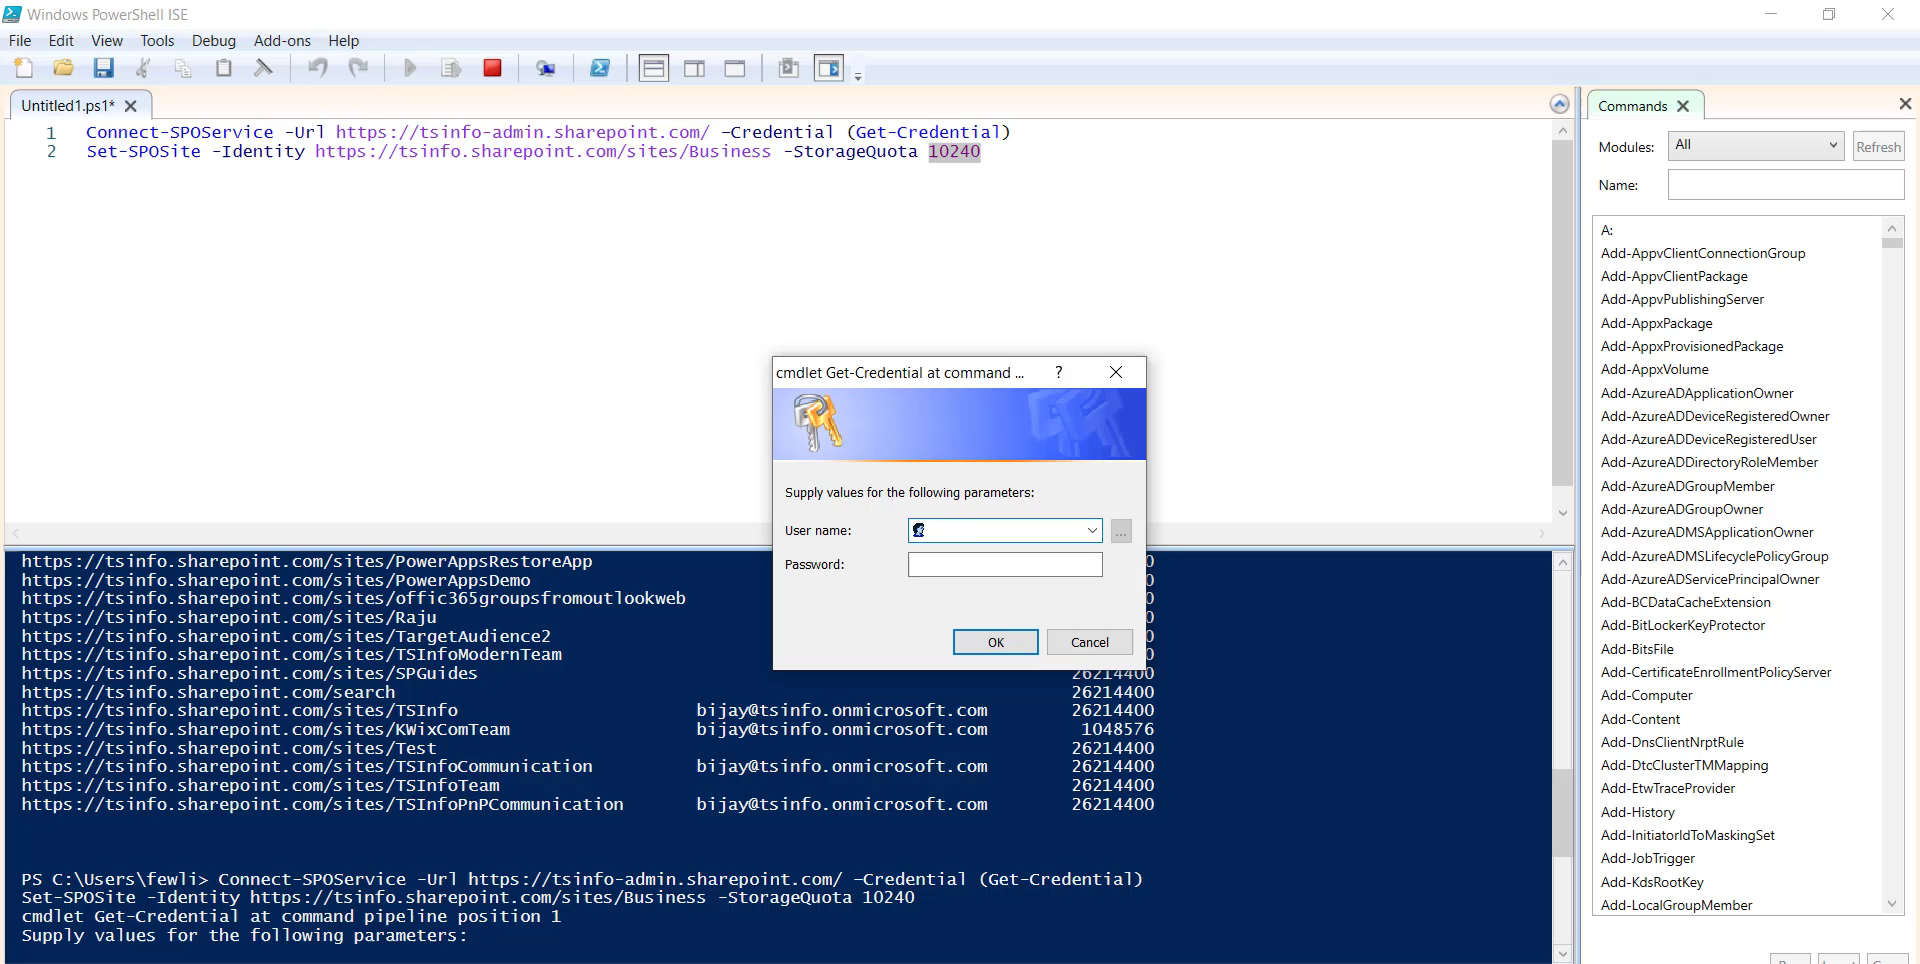 Windows PowerShell ISE
File Edit View Tools Debug Add-ons Help
Untitled1.ps1*
1 Connect-SPOService -Url https://tsinfo-admin.sharepoint.com/ -Credential (Get-Credential)
2 Set-SPOSite -Identity https://tsinfo.sharepoint.com/sites/Business -StorageQuota 10240
cmdlet Get-Credential at command ... ?
Supply values for the following parameters:
User name:
...
Password:
OK Cancel
https://tsinfo.sharepoint.com/sites/PowerAppsRestoreApp 0
https://tsinfo.sharepoint.com/sites/PowerAppsDemo 0
https://tsinfo.sharepoint.com/sites/offic365groupsfromoutlookweb 0
https://tsinfo.sharepoint.com/sites/Raju 0
https://tsinfo.sharepoint.com/sites/TargetAudience2 0
https://tsinfo.sharepoint.com/sites/TSInfoModernTeam 0
https://tsinfo.sharepoint.com/sites/SPGuides 26214400
https://tsinfo.sharepoint.com/search 26214400
https://tsinfo.sharepoint.com/sites/TSInfo bijay@tsinfo.onmicrosoft.com 26214400
https://tsinfo.sharepoint.com/sites/KWixComTeam bijay@tsinfo.onmicrosoft.com 1048576
https://tsinfo.sharepoint.com/sites/Test 26214400
https://tsinfo.sharepoint.com/sites/TSInfoCommunication bijay@tsinfo.onmicrosoft.com 26214400
https://tsinfo.sharepoint.com/sites/TSInfoTeam 26214400
https://tsinfo.sharepoint.com/sites/TSInfoPnPCommunication bijay@tsinfo.onmicrosoft.com 26214400
PS C:\Users\fewli> Connect-SPOService -Url https://tsinfo-admin.sharepoint.com/ -Credential (Get-Credential)
Set-SPOSite -Identity https://tsinfo.sharepoint.com/sites/Business -StorageQuota 10240
cmdlet Get-Credential at command pipeline position 1
Supply values for the following parameters:
Commands
Modules: All Refresh
Name:
A:
Add-AppvClientConnectionGroup
Add-AppvClientPackage
Add-AppvPublishingServer
Add-AppxPackage
Add-AppxProvisionedPackage
Add-AppxVolume
Add-AzureADApplicationOwner
Add-AzureADDeviceRegisteredOwner
Add-AzureADDeviceRegisteredUser
Add-AzureADDirectoryRoleMember
Add-AzureADGroupMember
Add-AzureADGroupOwner
Add-AzureADMSApplicationOwner
Add-AzureADMSLifecyclePolicyGroup
Add-AzureADServicePrincipalOwner
Add-BCDataCacheExtension
Add-BitLockerKeyProtector
Add-BitsFile
Add-CertificateEnrollmentPolicyServer
Add-Computer
Add-Content
Add-DnsClientNrptRule
Add-DtcClusterTMMapping
Add-EtwTraceProvider
Add-History
Add-InitiatorIdToMaskingSet
Add-JobTrigger
Add-KdsRootKey
Add-LocalGroupMember